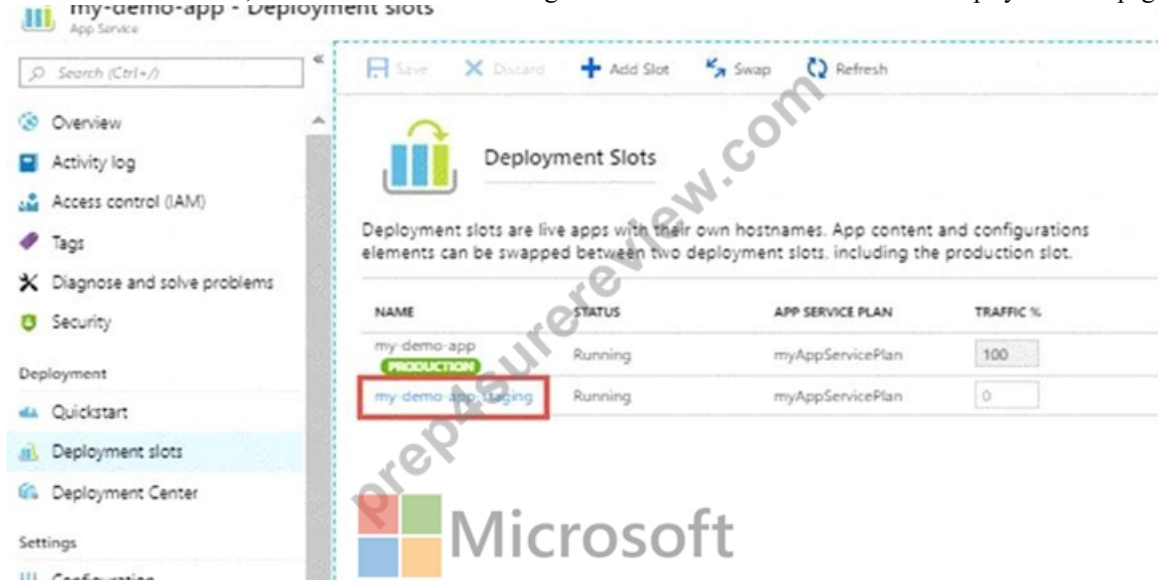 my-demo-app - Deployment slots
App Service
Search (Ctrl+/)
«
Overview
Activity log
Access control (IAM)
Tags
Diagnose and solve problems
Security
Deployment
Quickstart
Deployment slots
Deployment Center
Settings
Configuration
Save Discard Add Slot Swap Refresh
Deployment Slots
Deployment slots are live apps with their own hostnames. App content and configurations
elements can be swapped between two deployment slots, including the production slot.
NAME STATUS APP SERVICE PLAN TRAFFIC %
my-demo-app Running myAppServicePlan 100
PRODUCTION
my-demo-app-staging Running myAppServicePlan 0
prep4surereview.com
Microsoft